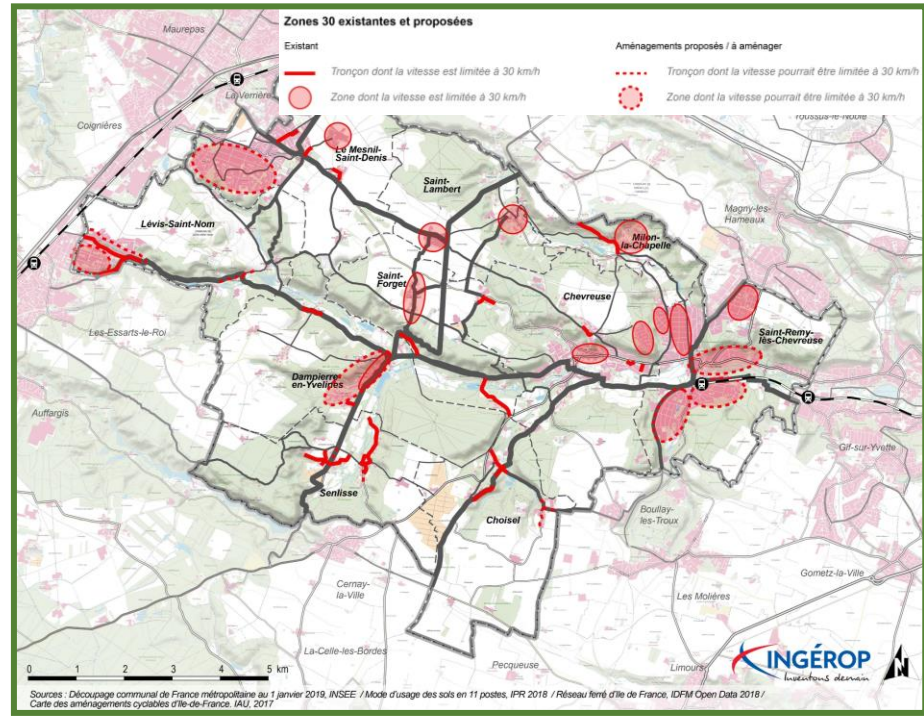 Zones 30 existantes et proposées
Existant
Aménagements proposés / à aménager
Tronçon dont la vitesse est limitée à 30 km/h
Tronçon dont la vitesse pourrait être limitée à 30 km/h
Zone dont la vitesse est limitée à 30 km/h
Zone dont la vitesse pourrait être limitée à 30 km/h
Maurepas
La Verrière
Coignières
Le Mesnil-
Saint-Denis
Saint-
Lambert
Magny-les-
Hameaux
Lévis-Saint-Nom
Milon-
la-Chapelle
Saint-
Forget
Chevreuse
Saint-Remy-
lès-Chevreuse
Les-Essarts-le-Roi
Dampierre-
en-Yvelines
Auffargis
Gif-sur-Yvette
Senlisse
Choisel
Boullay-
les-Troux
Cernay-
la-Ville
Gometz-la-Ville
Les Molières
La-Celle-les-Bordes
Pecqueuse
Limours
INGÉROP
Inventons demain
N
0 1 2 3 4 5 km
Sources : Découpage communal de France métropolitaine au 1 janvier 2019, INSEE / Mode d'usage des sols en 11 postes, IPR 2018 / Réseau ferré d'Ile de France, IDFM Open Data 2018 /
Carte des aménagements cyclables d'Ile-de-France. IAU, 2017